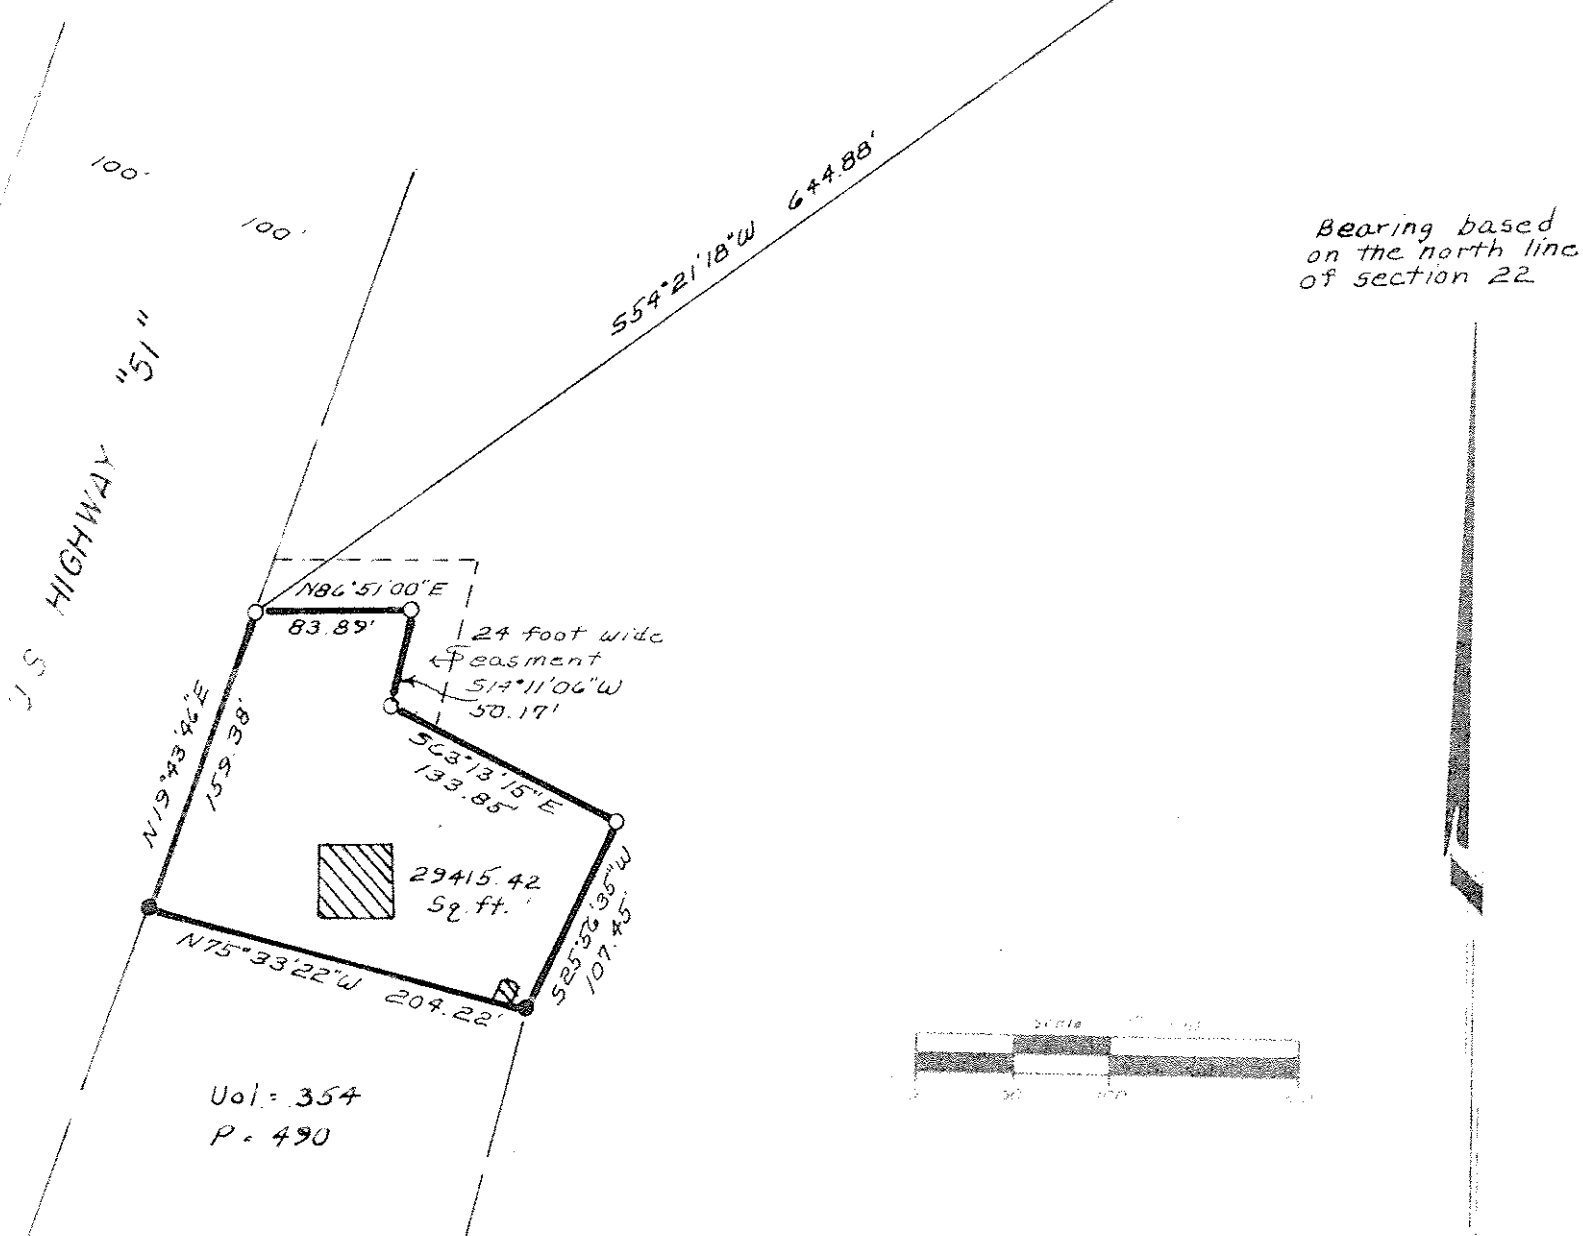 100'
100'
S54°21'18"W 644.88'
Bearing based
on the north line
of section 22
US HIGHWAY "51"
N86°51'00"E
83.89'
24 foot wide
easment
S14°11'06"W
50.17'
N19°43'46"E
159.38'
S63°13'15"E
133.85'
29415.42
Sq. ft.
S25°56'35"W
107.45'
N75°33'22"W 204.22'
Scale
100
Vol = 354
P. 490